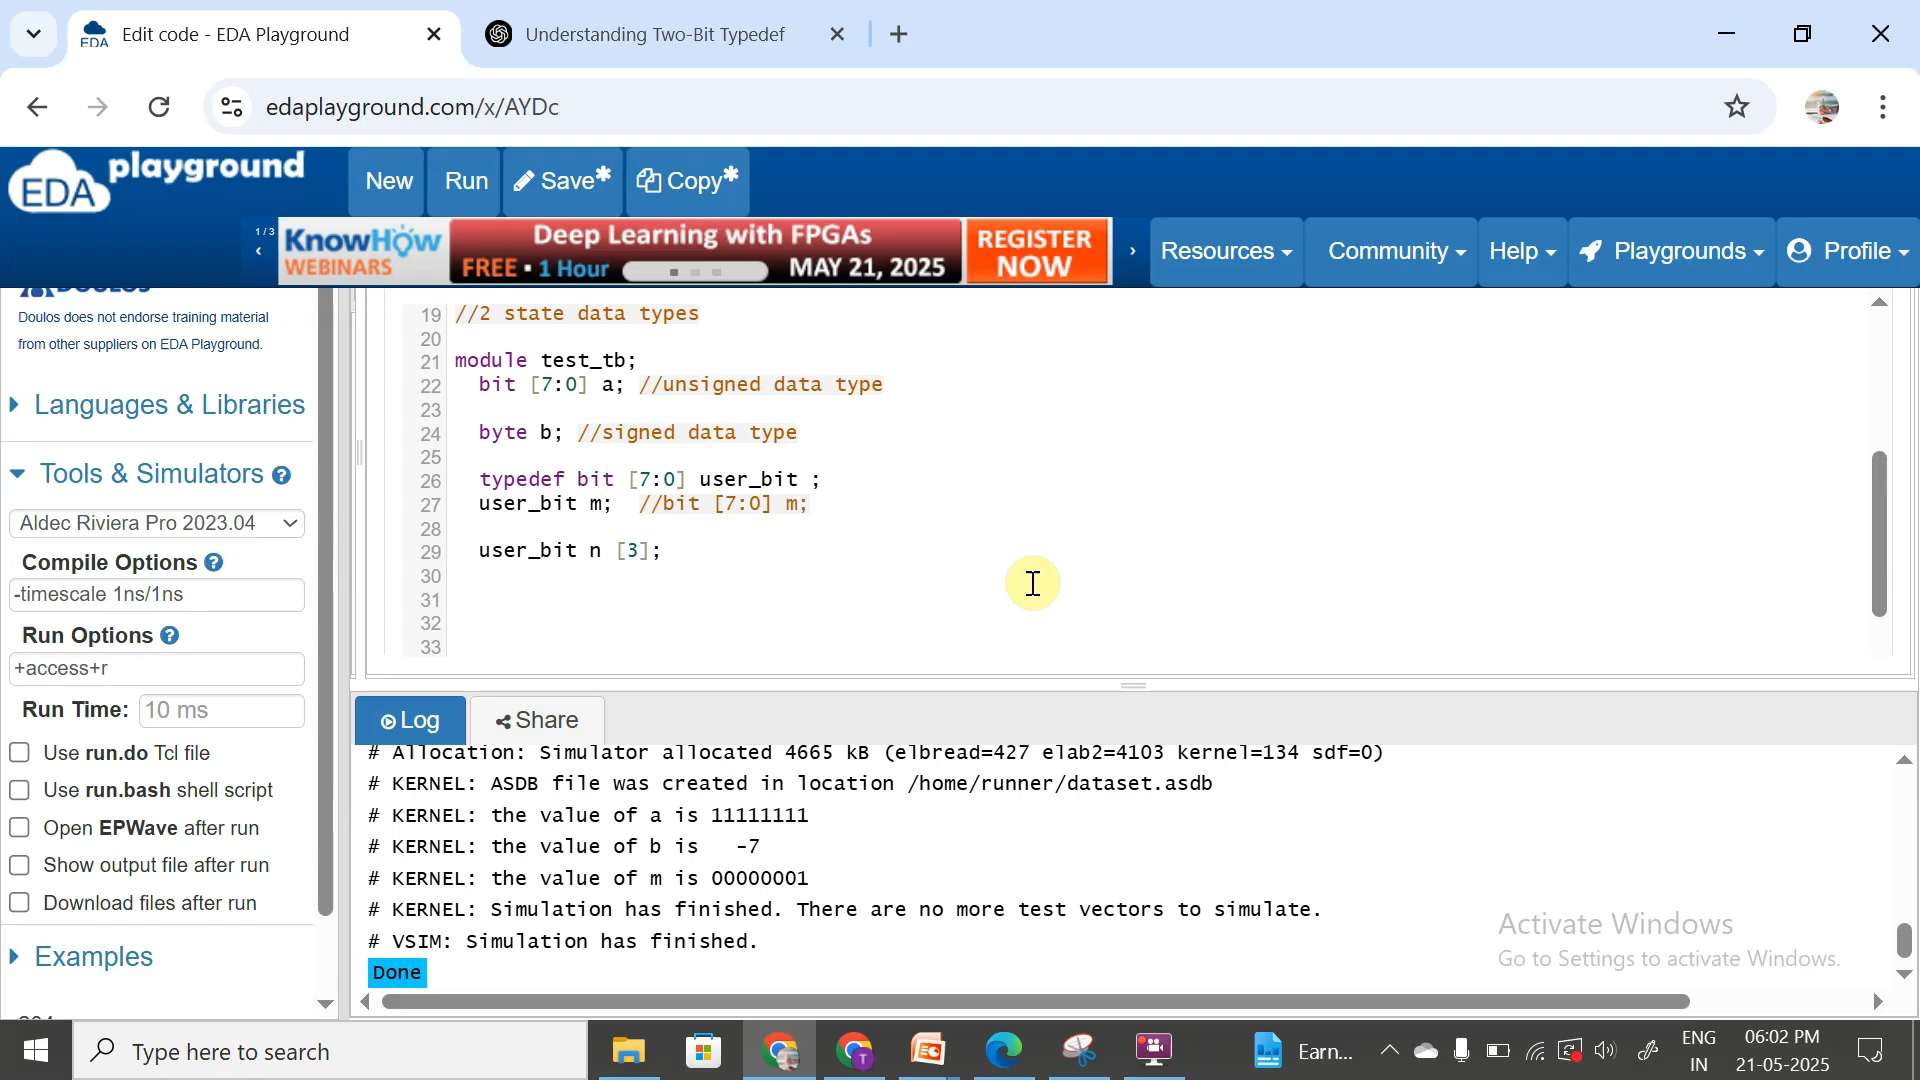 Edit code - EDA Playground
Understanding Two-Bit Typedef
edaplayground.com/x/AYDc
EDA playground
New
Run
Save*
Copy*
1/3
KnowHow
WEBINARS
Deep Learning with FPGAs
FREE • 1 Hour
MAY 21, 2025
REGISTER
NOW
Resources
Community
Help
Playgrounds
Profile
Doulos does not endorse training material
from other suppliers on EDA Playground.
Languages & Libraries
Tools & Simulators
Aldec Riviera Pro 2023.04
Compile Options
-timescale 1ns/1ns
Run Options
+access+r
Run Time: 10 ms
Use run.do Tcl file
Use run.bash shell script
Open EPWave after run
Show output file after run
Download files after run
Examples
19 //2 state data types
20
21 module test_tb;
22 bit [7:0] a; //unsigned data type
23
24 byte b; //signed data type
25
26 typedef bit [7:0] user_bit ;
27 user_bit m; //bit [7:0] m;
28
29 user_bit n [3];
30
31
32
33
Log
Share
# Allocation: Simulator allocated 4665 kB (elbread=427 elab2=4103 kernel=134 sdf=0)
# KERNEL: ASDB file was created in location /home/runner/dataset.asdb
# KERNEL: the value of a is 11111111
# KERNEL: the value of b is -7
# KERNEL: the value of m is 00000001
# KERNEL: Simulation has finished. There are no more test vectors to simulate.
# VSIM: Simulation has finished.
Done
Activate Windows
Go to Settings to activate Windows.
Type here to search
Earn...
ENG
IN
06:02 PM
21-05-2025